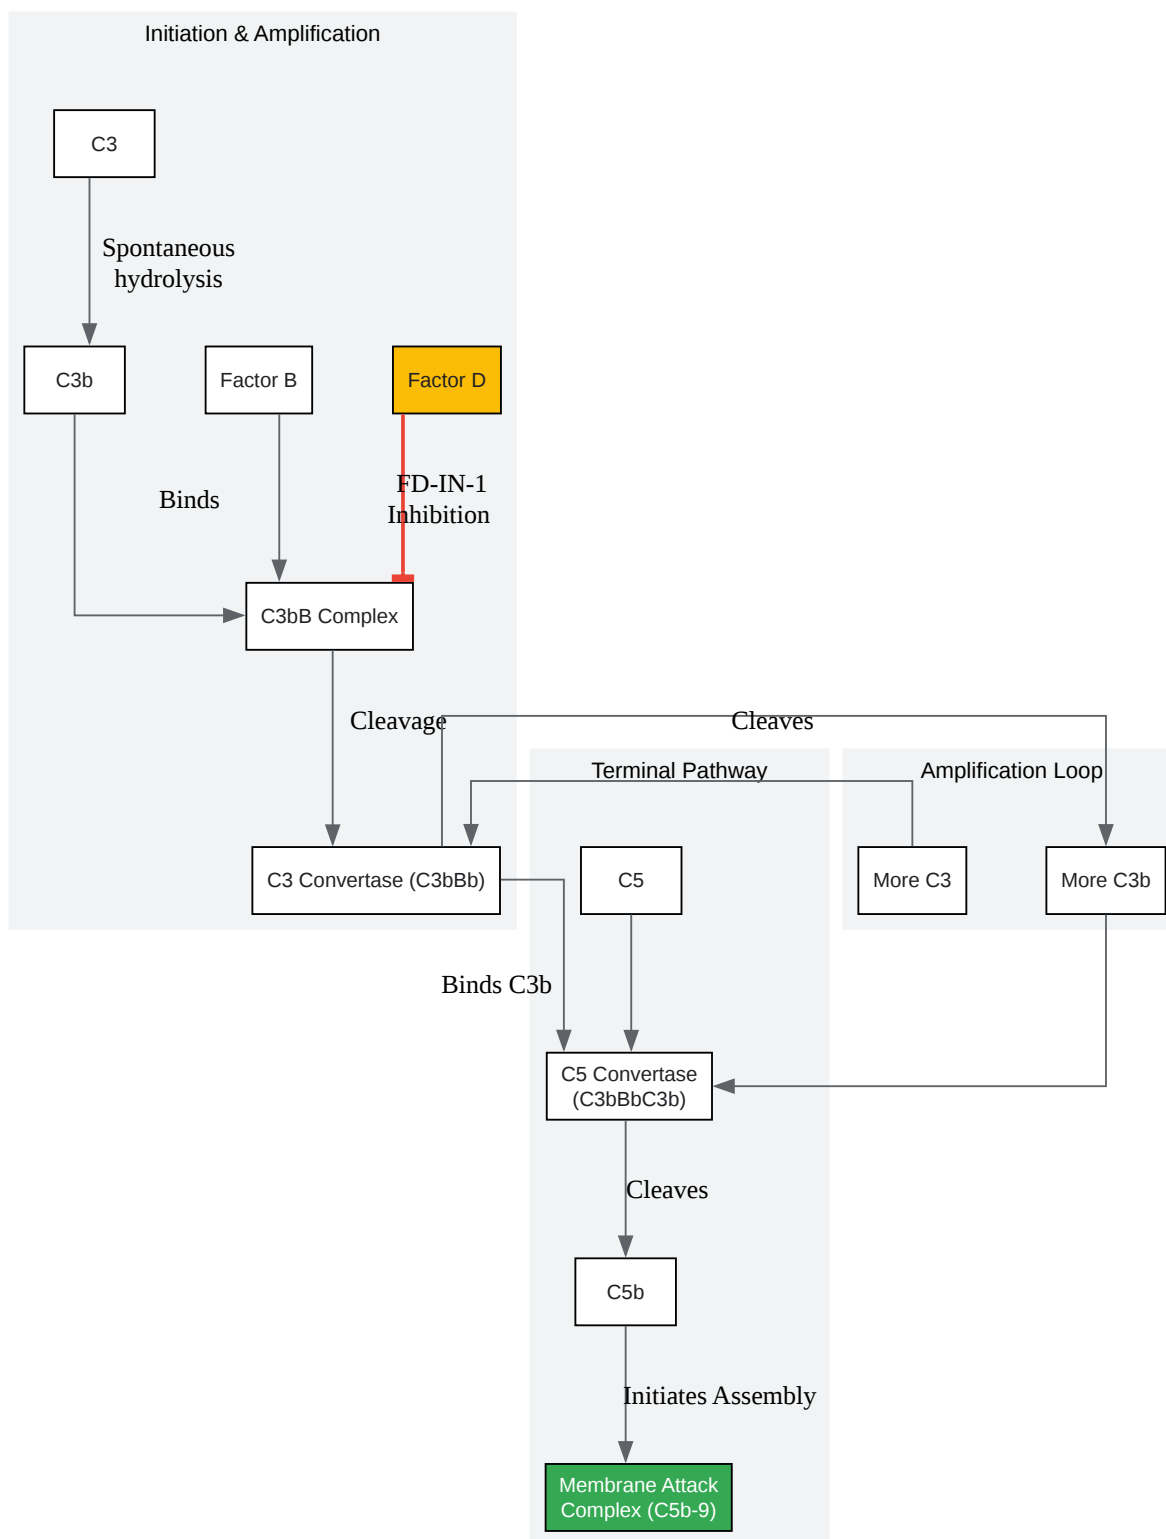 Initiation & Amplification
C3
Spontaneous
hydrolysis
C3b
Factor B
Factor D
Binds
FD-IN-1
Inhibition
C3bB Complex
Cleavage
Cleaves
Terminal Pathway
Amplification Loop
C3 Convertase (C3bBb)
C5
More C3
More C3b
Binds C3b
C5 Convertase
(C3bBbC3b)
Cleaves
C5b
Initiates Assembly
Membrane Attack
Complex (C5b-9)